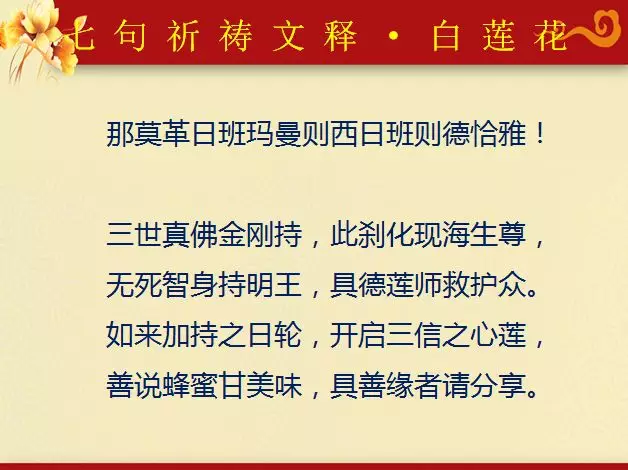 七句祈祷文释·白莲花
那莫革日班玛曼则西日班则德恰雅！
三世真佛金刚持，此刹化现海生尊，
无死智身持明王，具德莲师救护众。
如来加持之日轮，开启三信之心莲，
善说蜂蜜甘美味，具善缘者请分享。